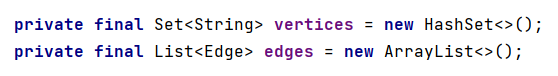 private final Set<String> vertices = new HashSet<>();
private final List<Edge> edges = new ArrayList<>();